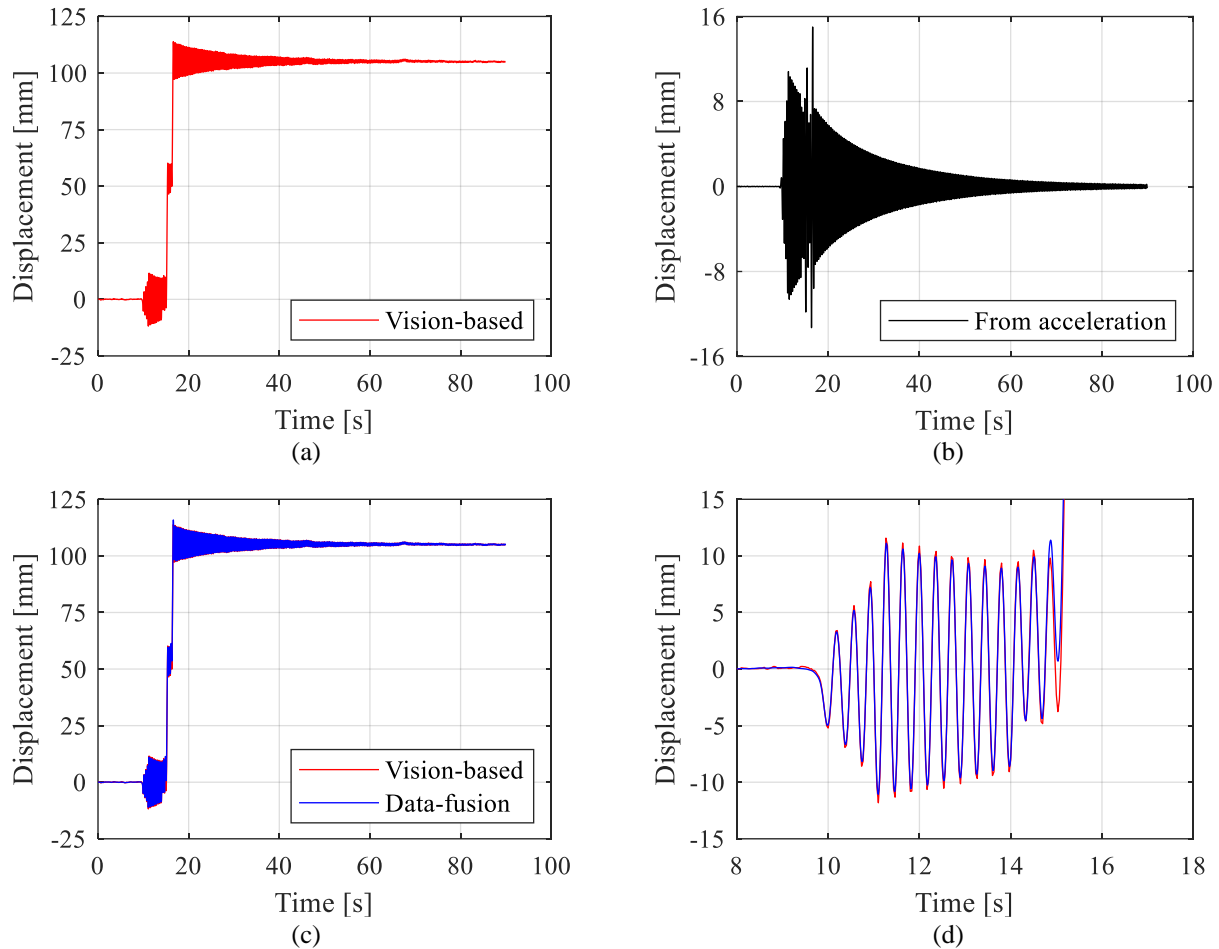 125
100
75
50
25
0
-25
Displacement [mm]
0 20 40 60 80 100
Time [s]
Vision-based
(a)
16
8
0
-8
-16
Displacement [mm]
0 20 40 60 80 100
Time [s]
From acceleration
(b)
125
100
75
50
25
0
-25
Displacement [mm]
0 20 40 60 80 100
Time [s]
Vision-based
Data-fusion
(c)
15
10
5
0
-5
-10
-15
Displacement [mm]
8 10 12 14 16 18
Time [s]
(d)